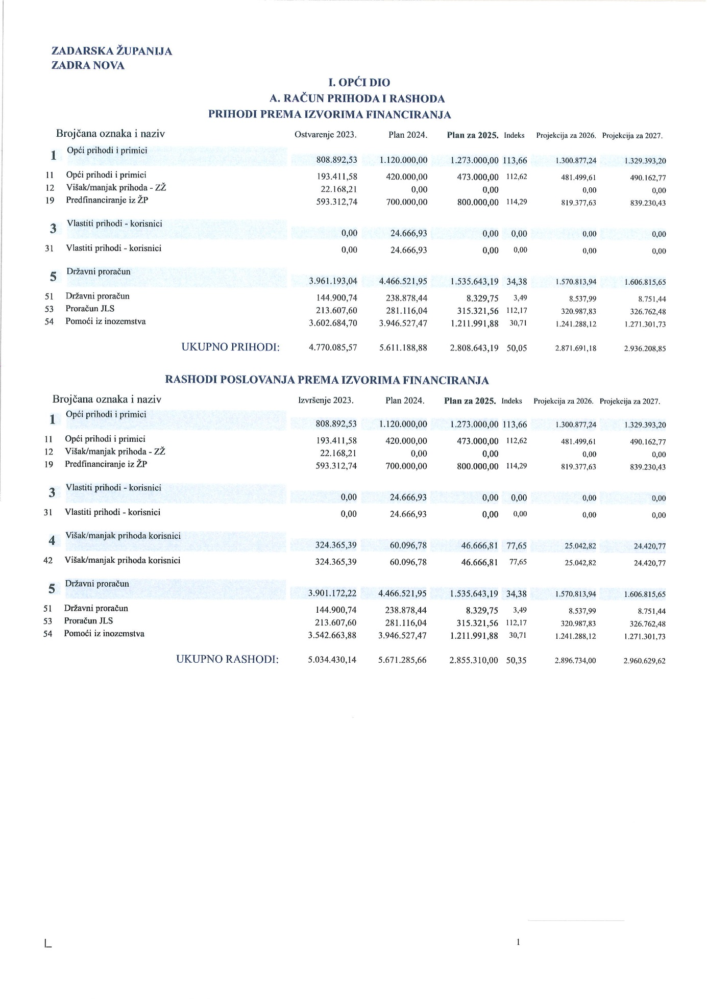 ZADARSKA ŽUPANIJA
ZADRA NOVA
I. OPĆI DIO
A. RAČUN PRIHODA I RASHODA
PRIHODI PREMA IZVORIMA FINANCIRANJA
Brojčana oznaka i naziv Ostvarenje 2023. Plan 2024. Plan za 2025. Indeks Projekcija za 2026. Projekcija za 2027.
1 Opći prihodi i primici 808.892,53 1.120.000,00 1.273.000,00 113,66 1.300.877,24 1.329.393,20
11 Opći prihodi i primici 193.411,58 420.000,00 473.000,00 112,62 481.499,61 490.162,77
12 Višak/manjak prihoda - ZŽ 22.168,21 0,00 0,00 0,00 0,00
19 Predfinanciranje iz ŽP 593.312,74 700.000,00 800.000,00 114,29 819.377,63 839.230,43
3 Vlastiti prihodi - korisnici 0,00 24.666,93 0,00 0,00 0,00 0,00
31 Vlastiti prihodi - korisnici 0,00 24.666,93 0,00 0,00 0,00 0,00
5 Državni proračun 3.961.193,04 4.466.521,95 1.535.643,19 34,38 1.570.813,94 1.606.815,65
51 Državni proračun 144.900,74 238.878,44 8.329,75 3,49 8.537,99 8.751,44
53 Proračun JLS 213.607,60 281.116,04 315.321,56 112,17 320.987,83 326.762,48
54 Pomoći iz inozemstva 3.602.684,70 3.946.527,47 1.211.991,88 30,71 1.241.288,12 1.271.301,73
UKUPNO PRIHODI: 4.770.085,57 5.611.188,88 2.808.643,19 50,05 2.871.691,18 2.936.208,85
RASHODI POSLOVANJA PREMA IZVORIMA FINANCIRANJA
Brojčana oznaka i naziv Izvršenje 2023. Plan 2024. Plan za 2025. Indeks Projekcija za 2026. Projekcija za 2027.
1 Opći prihodi i primici 808.892,53 1.120.000,00 1.273.000,00 113,66 1.300.877,24 1.329.393,20
11 Opći prihodi i primici 193.411,58 420.000,00 473.000,00 112,62 481.499,61 490.162,77
12 Višak/manjak prihoda - ZŽ 22.168,21 0,00 0,00 0,00 0,00
19 Predfinanciranje iz ŽP 593.312,74 700.000,00 800.000,00 114,29 819.377,63 839.230,43
3 Vlastiti prihodi - korisnici 0,00 24.666,93 0,00 0,00 0,00 0,00
31 Vlastiti prihodi - korisnici 0,00 24.666,93 0,00 0,00 0,00 0,00
4 Višak/manjak prihoda korisnici 324.365,39 60.096,78 46.666,81 77,65 25.042,82 24.420,77
42 Višak/manjak prihoda korisnici 324.365,39 60.096,78 46.666,81 77,65 25.042,82 24.420,77
5 Državni proračun 3.901.172,22 4.466.521,95 1.535.643,19 34,38 1.570.813,94 1.606.815,65
51 Državni proračun 144.900,74 238.878,44 8.329,75 3,49 8.537,99 8.751,44
53 Proračun JLS 213.607,60 281.116,04 315.321,56 112,17 320.987,83 326.762,48
54 Pomoći iz inozemstva 3.542.663,88 3.946.527,47 1.211.991,88 30,71 1.241.288,12 1.271.301,73
UKUPNO RASHODI: 5.034.430,14 5.671.285,66 2.855.310,00 50,35 2.896.734,00 2.960.629,62
1